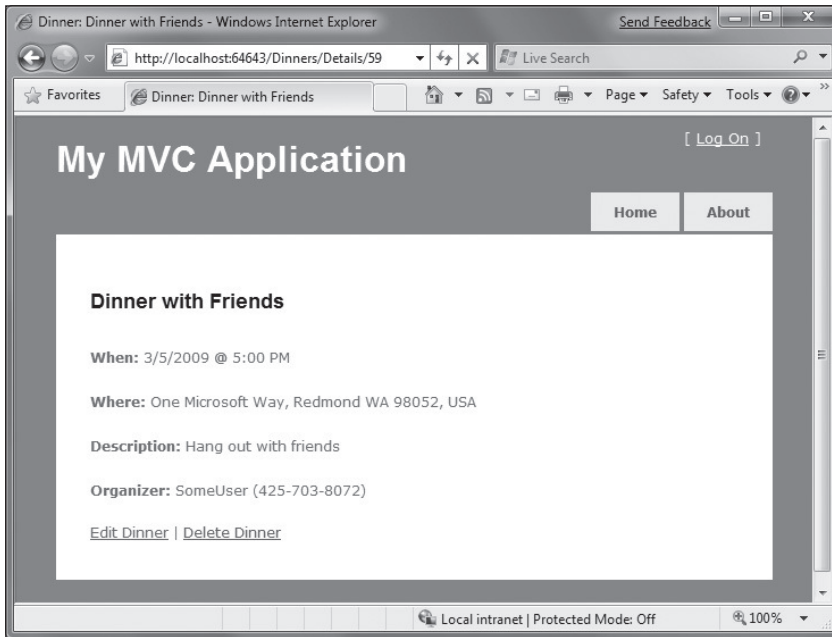 Dinner: Dinner with Friends - Windows Internet Explorer
Send Feedback
http://localhost:64643/Dinners/Details/59
Live Search
Favorites
Dinner: Dinner with Friends
Page
Safety
Tools
[ Log On ]
My MVC Application
Home
About
Dinner with Friends
When: 3/5/2009 @ 5:00 PM
Where: One Microsoft Way, Redmond WA 98052, USA
Description: Hang out with friends
Organizer: SomeUser (425-703-8072)
Edit Dinner | Delete Dinner
Local intranet | Protected Mode: Off
100%